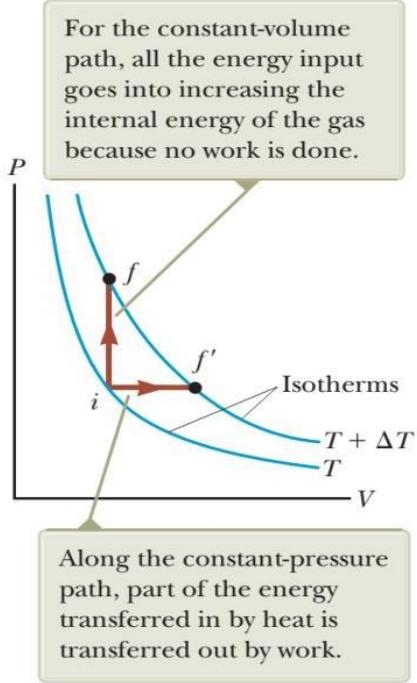 For the constant-volume
path, all the energy input
goes into increasing the
internal energy of the gas
because no work is done.
P
f
f′
i
Isotherms
T + ΔT
T
V
Along the constant-pressure
path, part of the energy
transferred in by heat is
transferred out by work.